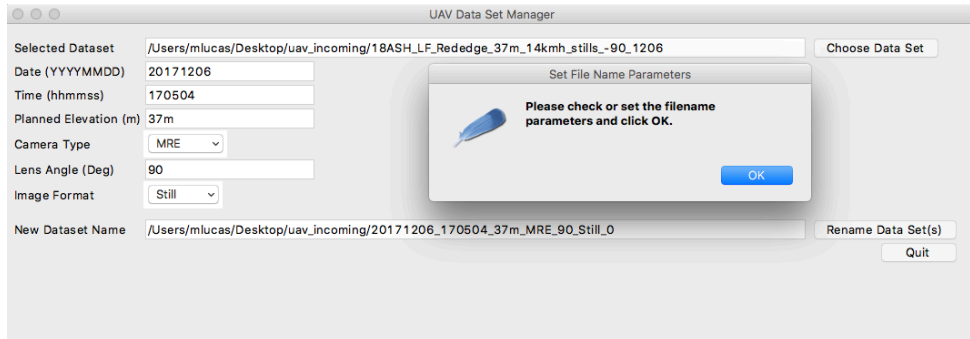 UAV Data Set Manager
Selected Dataset /Users/mlucas/Desktop/uav_incoming/18ASH_LF_Rededge_37m_14kmh_stills_-90_1206 Choose Data Set
Date (YYYYMMDD) 20171206
Set File Name Parameters
Time (hhmmss) 170504
Please check or set the filename
parameters and click OK.
Planned Elevation (m) 37m
Camera Type MRE
Lens Angle (Deg) 90
OK
Image Format Still
New Dataset Name /Users/mlucas/Desktop/uav_incoming/20171206_170504_37m_MRE_90_Still_0 Rename Data Set(s)
Quit